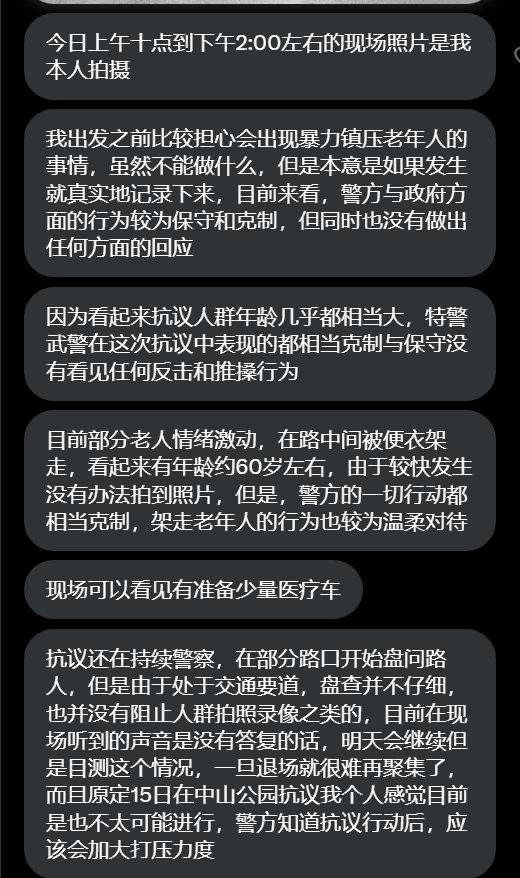 今日上午十点到下午2:00左右的现场照片是我
本人拍摄
我出发之前比较担心会出现暴力镇压老年人的
事情，虽然不能做什么，但是本意是如果发生
就真实地记录下来，目前来看，警方与政府方
面的行为较为保守和克制，但同时也没有做出
任何方面的回应
因为看起来抗议人群年龄几乎都相当大，特警
武警在这次抗议中表现的都相当克制与保守没
有看见任何反击和推搡行为
目前部分老人情绪激动，在路中间被便衣架
走，看起来有年龄约60岁左右，由于较快发生
没有办法拍到照片，但是，警方的一切行动都
相当克制，架走老年人的行为也较为温柔对待
现场可以看见有准备少量医疗车
抗议还在持续警察，在部分路口开始盘问路
人，但是由于处于交通要道，盘查并不仔细，
也并没有阻止人群拍照录像之类的，目前在现
场听到的声音是没有答复的话，明天会继续但
是目测这个情况，一旦退场就很难再聚集了，
而且原定15日在中山公园抗议我个人感觉目前
是也不太可能进行，警方知道抗议行动后，应
该会加大打压力度